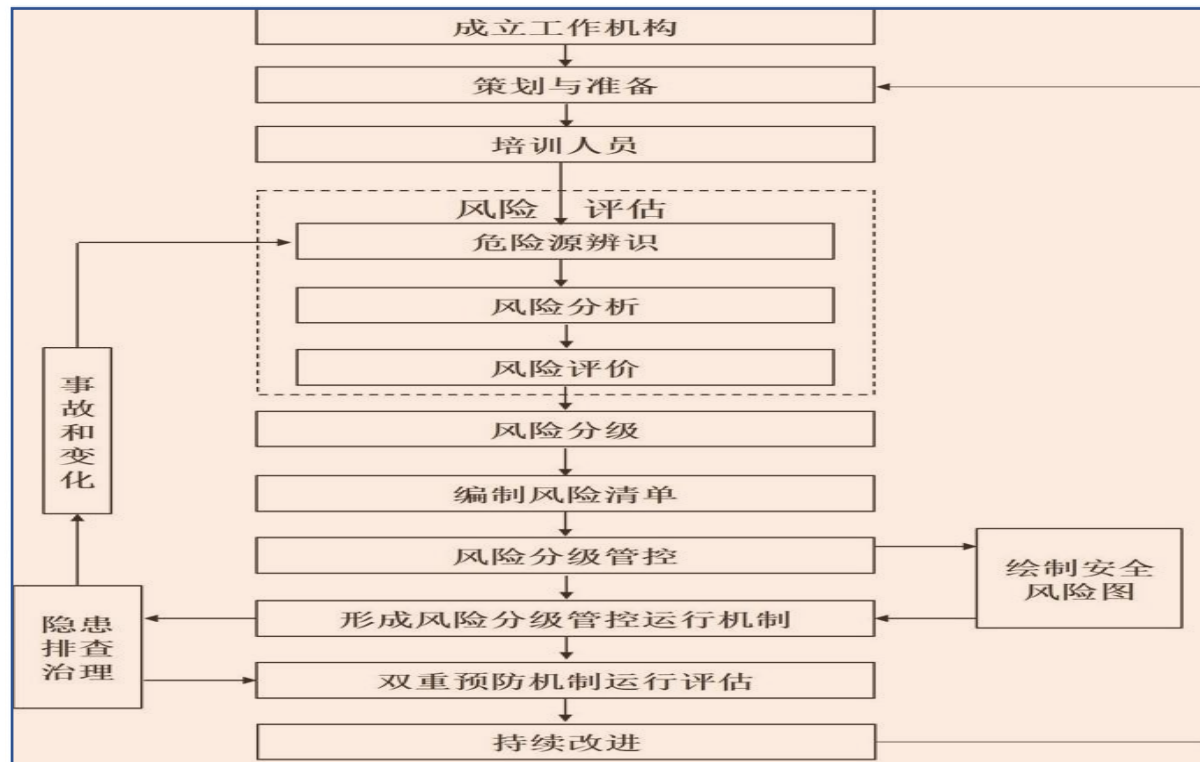 成立工作机构
策划与准备
培训人员
风险 评估
危险源辨识
风险分析
风险评价
风险分级
编制风险清单
风险分级管控
绘制安全
风险图
形成风险分级管控运行机制
双重预防机制运行评估
持续改进
事故和变化
隐患
排查
治理